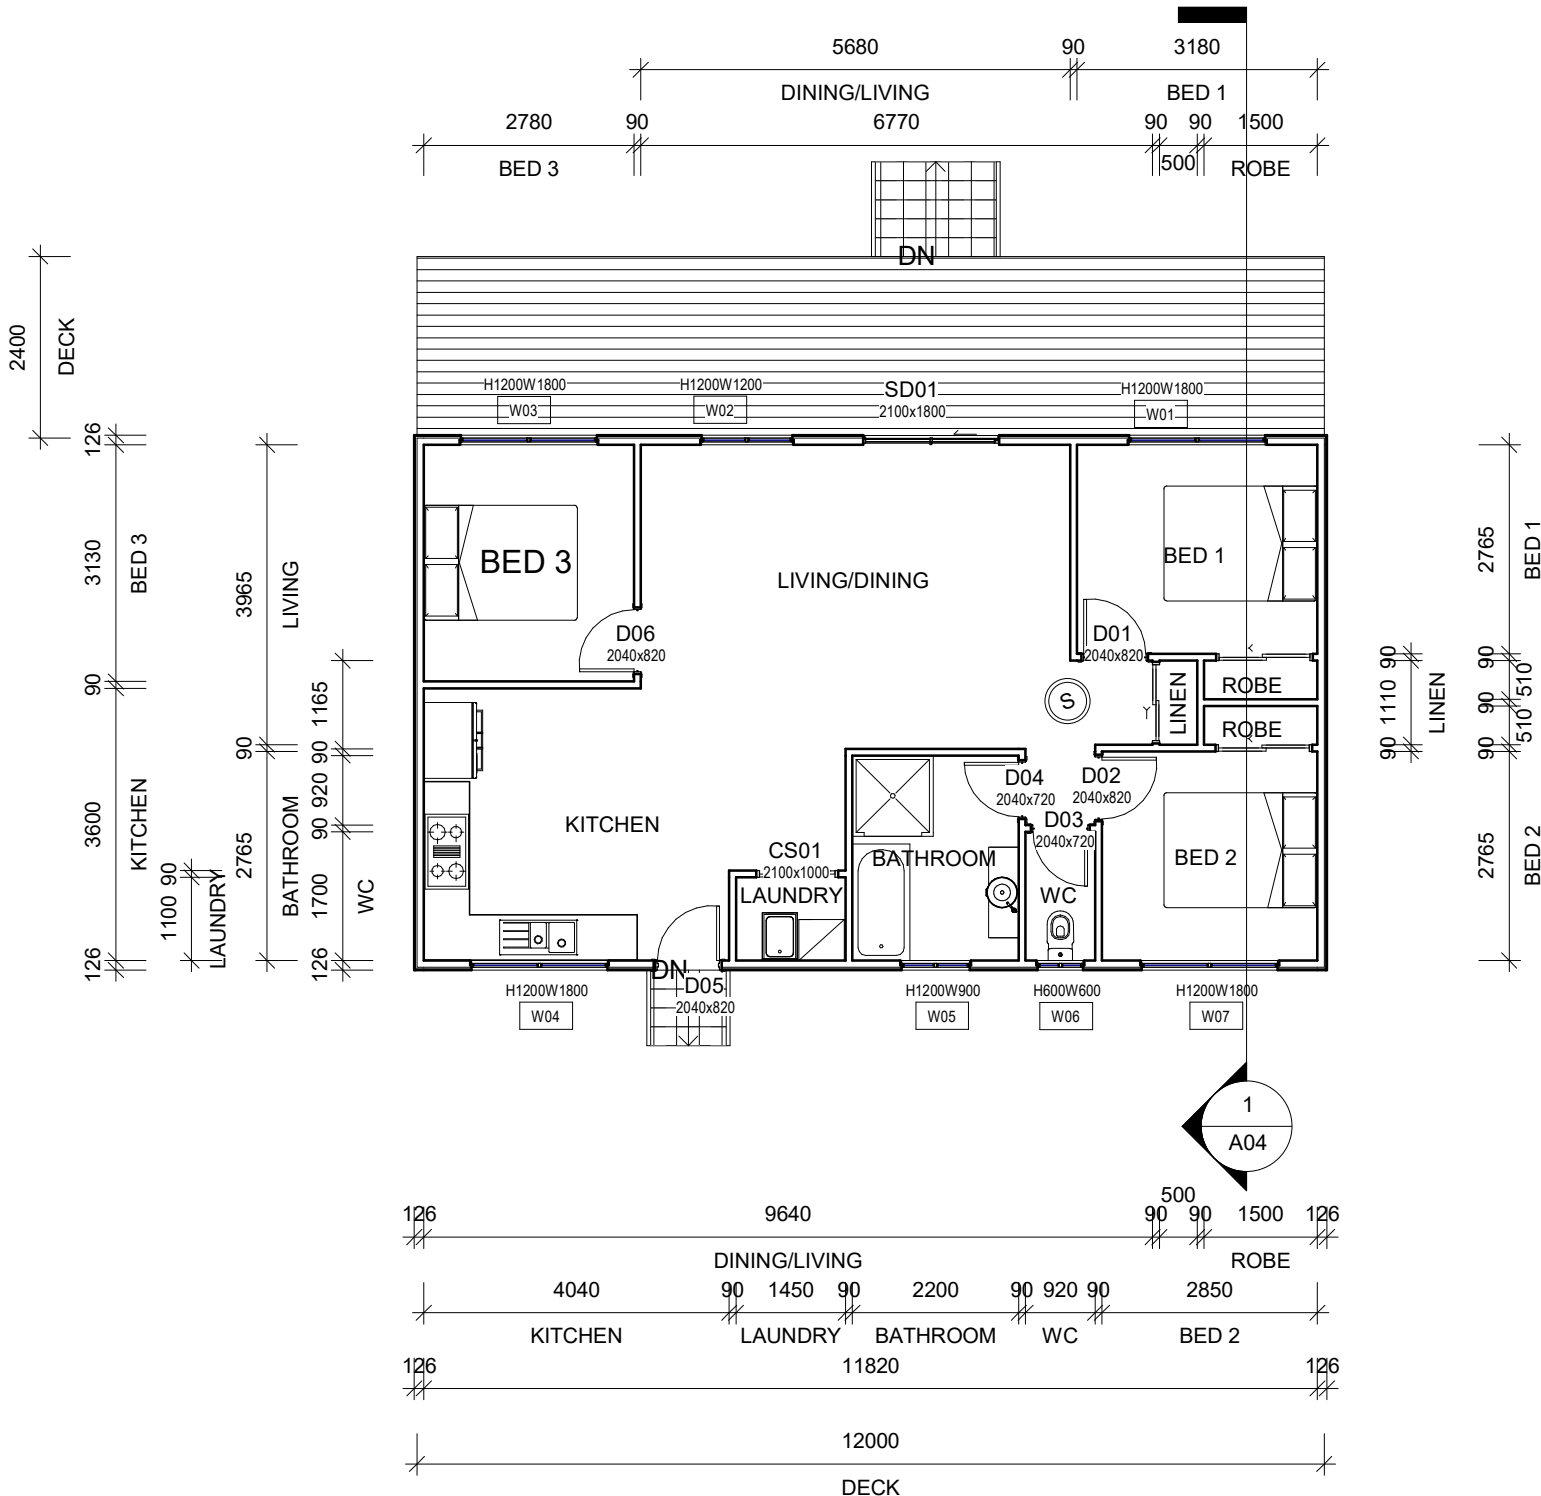 5680 90 3180
DINING/LIVING BED 1
2780 90 6770 90 90 1500
BED 3 500 ROBE
DN
2400
DECK
H1200W1800 H1200W1200 SD01 H1200W1800
W03 W02 2100x1800 W01
126
3130
BED 3
90
3600
KITCHEN
126
1100 90
LAUNDRY
3965
LIVING
90
2765
BATHROOM
1165
90
920
90
1700
WC
126
BED 3
LIVING/DINING
BED 1
D06
2040x820
D01
2040x820
S
LINEN
ROBE
ROBE
KITCHEN
D04
2040x720
D02
2040x820
D03
2040x720
CS01
2100x1000
LAUNDRY
BATHROOM
WC
BED 2
DN
D05
2040x820
H1200W1800 H1200W900 H600W600 H1200W1800
W04 W05 W06 W07
90
1110
90
LINEN
2765
BED 1
90
510
90
510
90
2765
BED 2
1
A04
126 9640 90 500 90 1500 126
DINING/LIVING ROBE
4040 90 1450 90 2200 90 920 90 2850
KITCHEN LAUNDRY BATHROOM WC BED 2
126 11820 126
12000
DECK